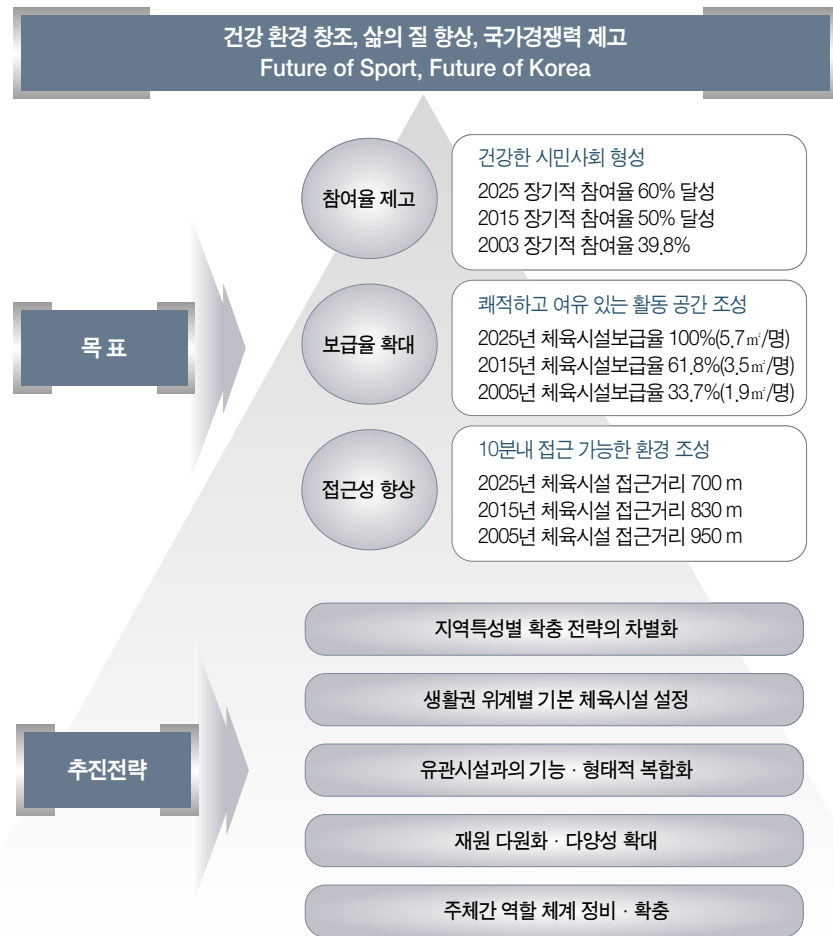 건강 환경 창조, 삶의 질 향상, 국가경쟁력 제고
Future of Sport, Future of Korea
목 표
참여율 제고
건강한 시민사회 형성
2025 장기적 참여율 60% 달성
2015 장기적 참여율 50% 달성
2003 장기적 참여율 39.8%
보급율 확대
쾌적하고 여유 있는 활동 공간 조성
2025년 체육시설보급율 100%(5.7㎡/명)
2015년 체육시설보급율 61.8%(3.5㎡/명)
2005년 체육시설보급율 33.7%(1.9㎡/명)
접근성 향상
10분내 접근 가능한 환경 조성
2025년 체육시설 접근거리 700 m
2015년 체육시설 접근거리 830 m
2005년 체육시설 접근거리 950 m
추진전략
지역특성별 확충 전략의 차별화
생활권 위계별 기본 체육시설 설정
유관시설과의 기능 · 형태적 복합화
재원 다원화 · 다양성 확대
주체간 역할 체계 정비 · 확충